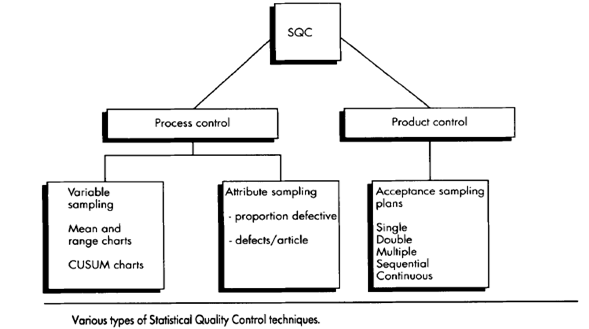 SQC
Process control
Product control
Variable
sampling
Mean and
range charts
CUSUM charts
Attribute sampling
- proportion defective
- defects/article
Acceptance sampling
plans
Single
Double
Multiple
Sequential
Continuous
Various types of Statistical Quality Control techniques.